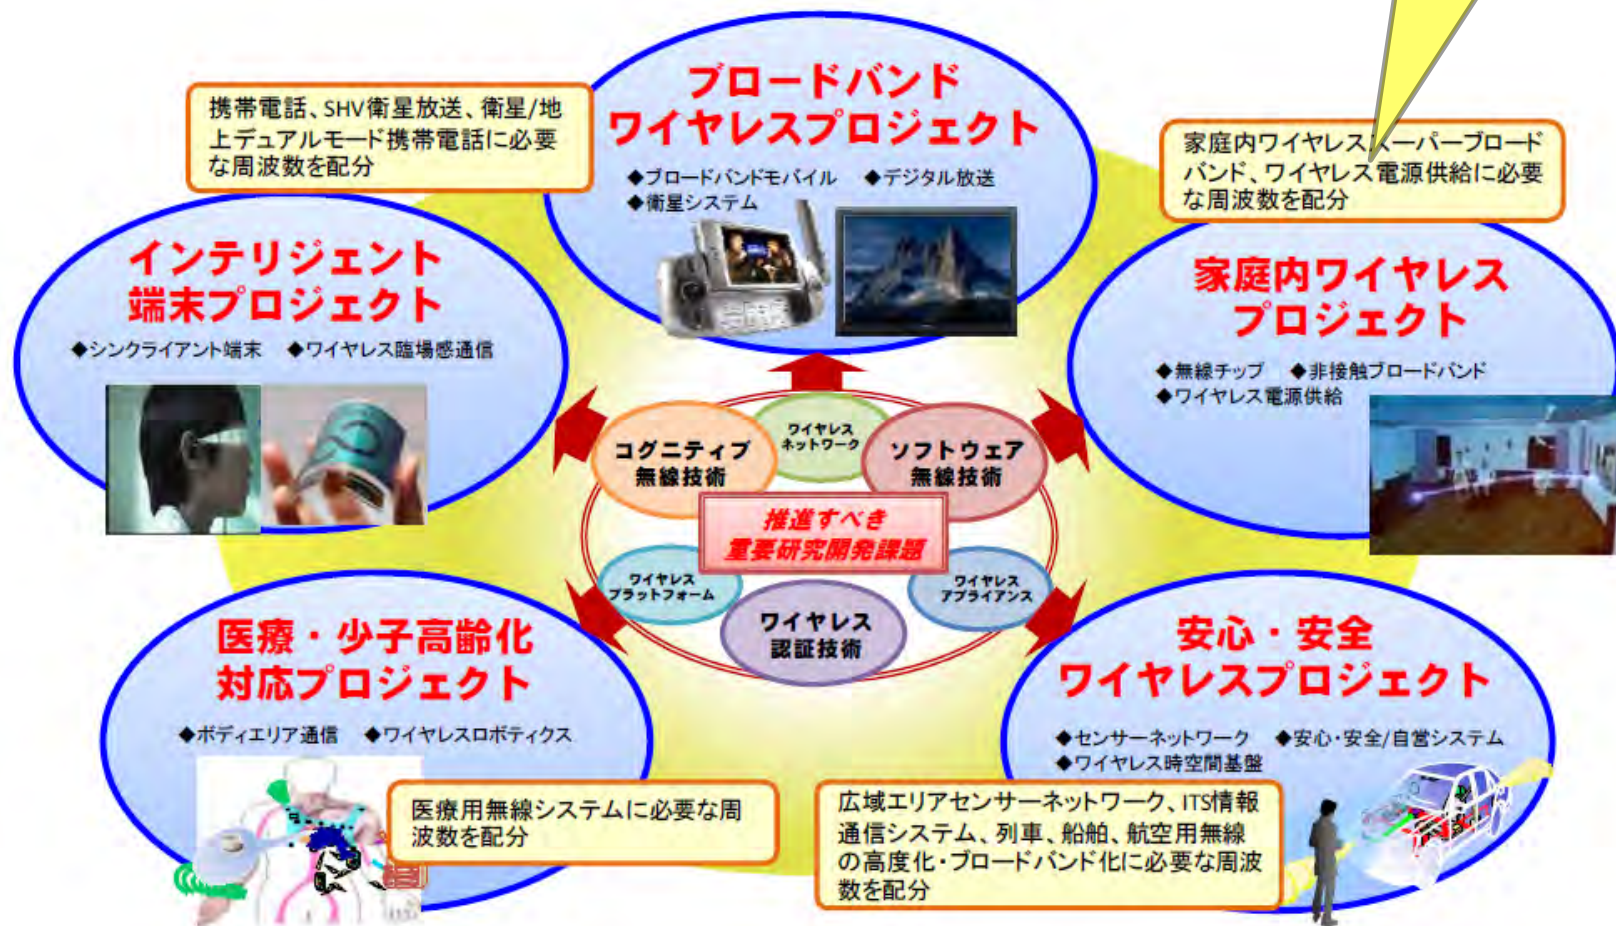 ブロードバンド
ワイヤレスプロジェクト
◆ブロードバンドモバイル ◆デジタル放送
◆衛星システム
携帯電話、SHV衛星放送、衛星/地
上デュアルモード携帯電話に必要
な周波数を配分
家庭内ワイヤレススーパーブロード
バンド、ワイヤレス電源供給に必要
な周波数を配分
インテリジェント
端末プロジェクト
◆シンクライアント端末 ◆ワイヤレス臨場感通信
家庭内ワイヤレス
プロジェクト
◆無線チップ ◆非接触ブロードバンド
◆ワイヤレス電源供給
コグニティブ
無線技術
ワイヤレス
ネットワーク
ソフトウェア
無線技術
推進すべき
重要研究開発課題
ワイヤレス
プラットフォーム
ワイヤレス
認証技術
ワイヤレス
アプライアンス
医療・少子高齢化
対応プロジェクト
◆ボディエリア通信 ◆ワイヤレスロボティクス
医療用無線システムに必要な周
波数を配分
安心・安全
ワイヤレスプロジェクト
◆センサーネットワーク ◆安心・安全/自営システム
◆ワイヤレス時空間基盤
広域エリアセンサーネットワーク、ITS情報
通信システム、列車、船舶、航空用無線
の高度化・ブロードバンド化に必要な周波
数を配分